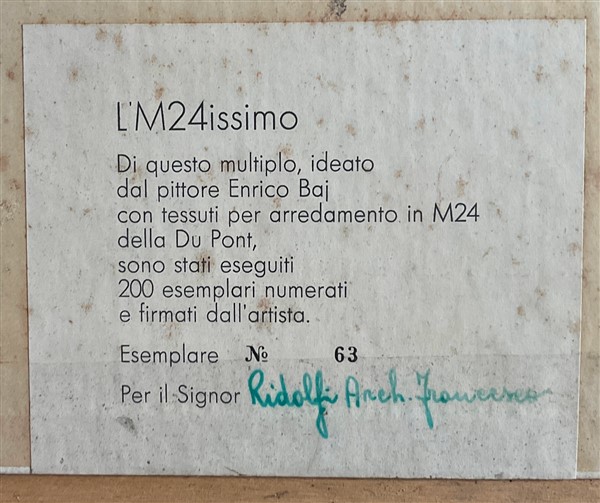 L'M24issimo
Di questo multiplo, ideato
dal pittore Enrico Baj
con tessuti per arredamento in M24
della Du Pont,
sono stati eseguiti
200 esemplari numerati
e firmati dall'artista.
Esemplare № 63
Per il Signor Ridolfi Arch. Francesco